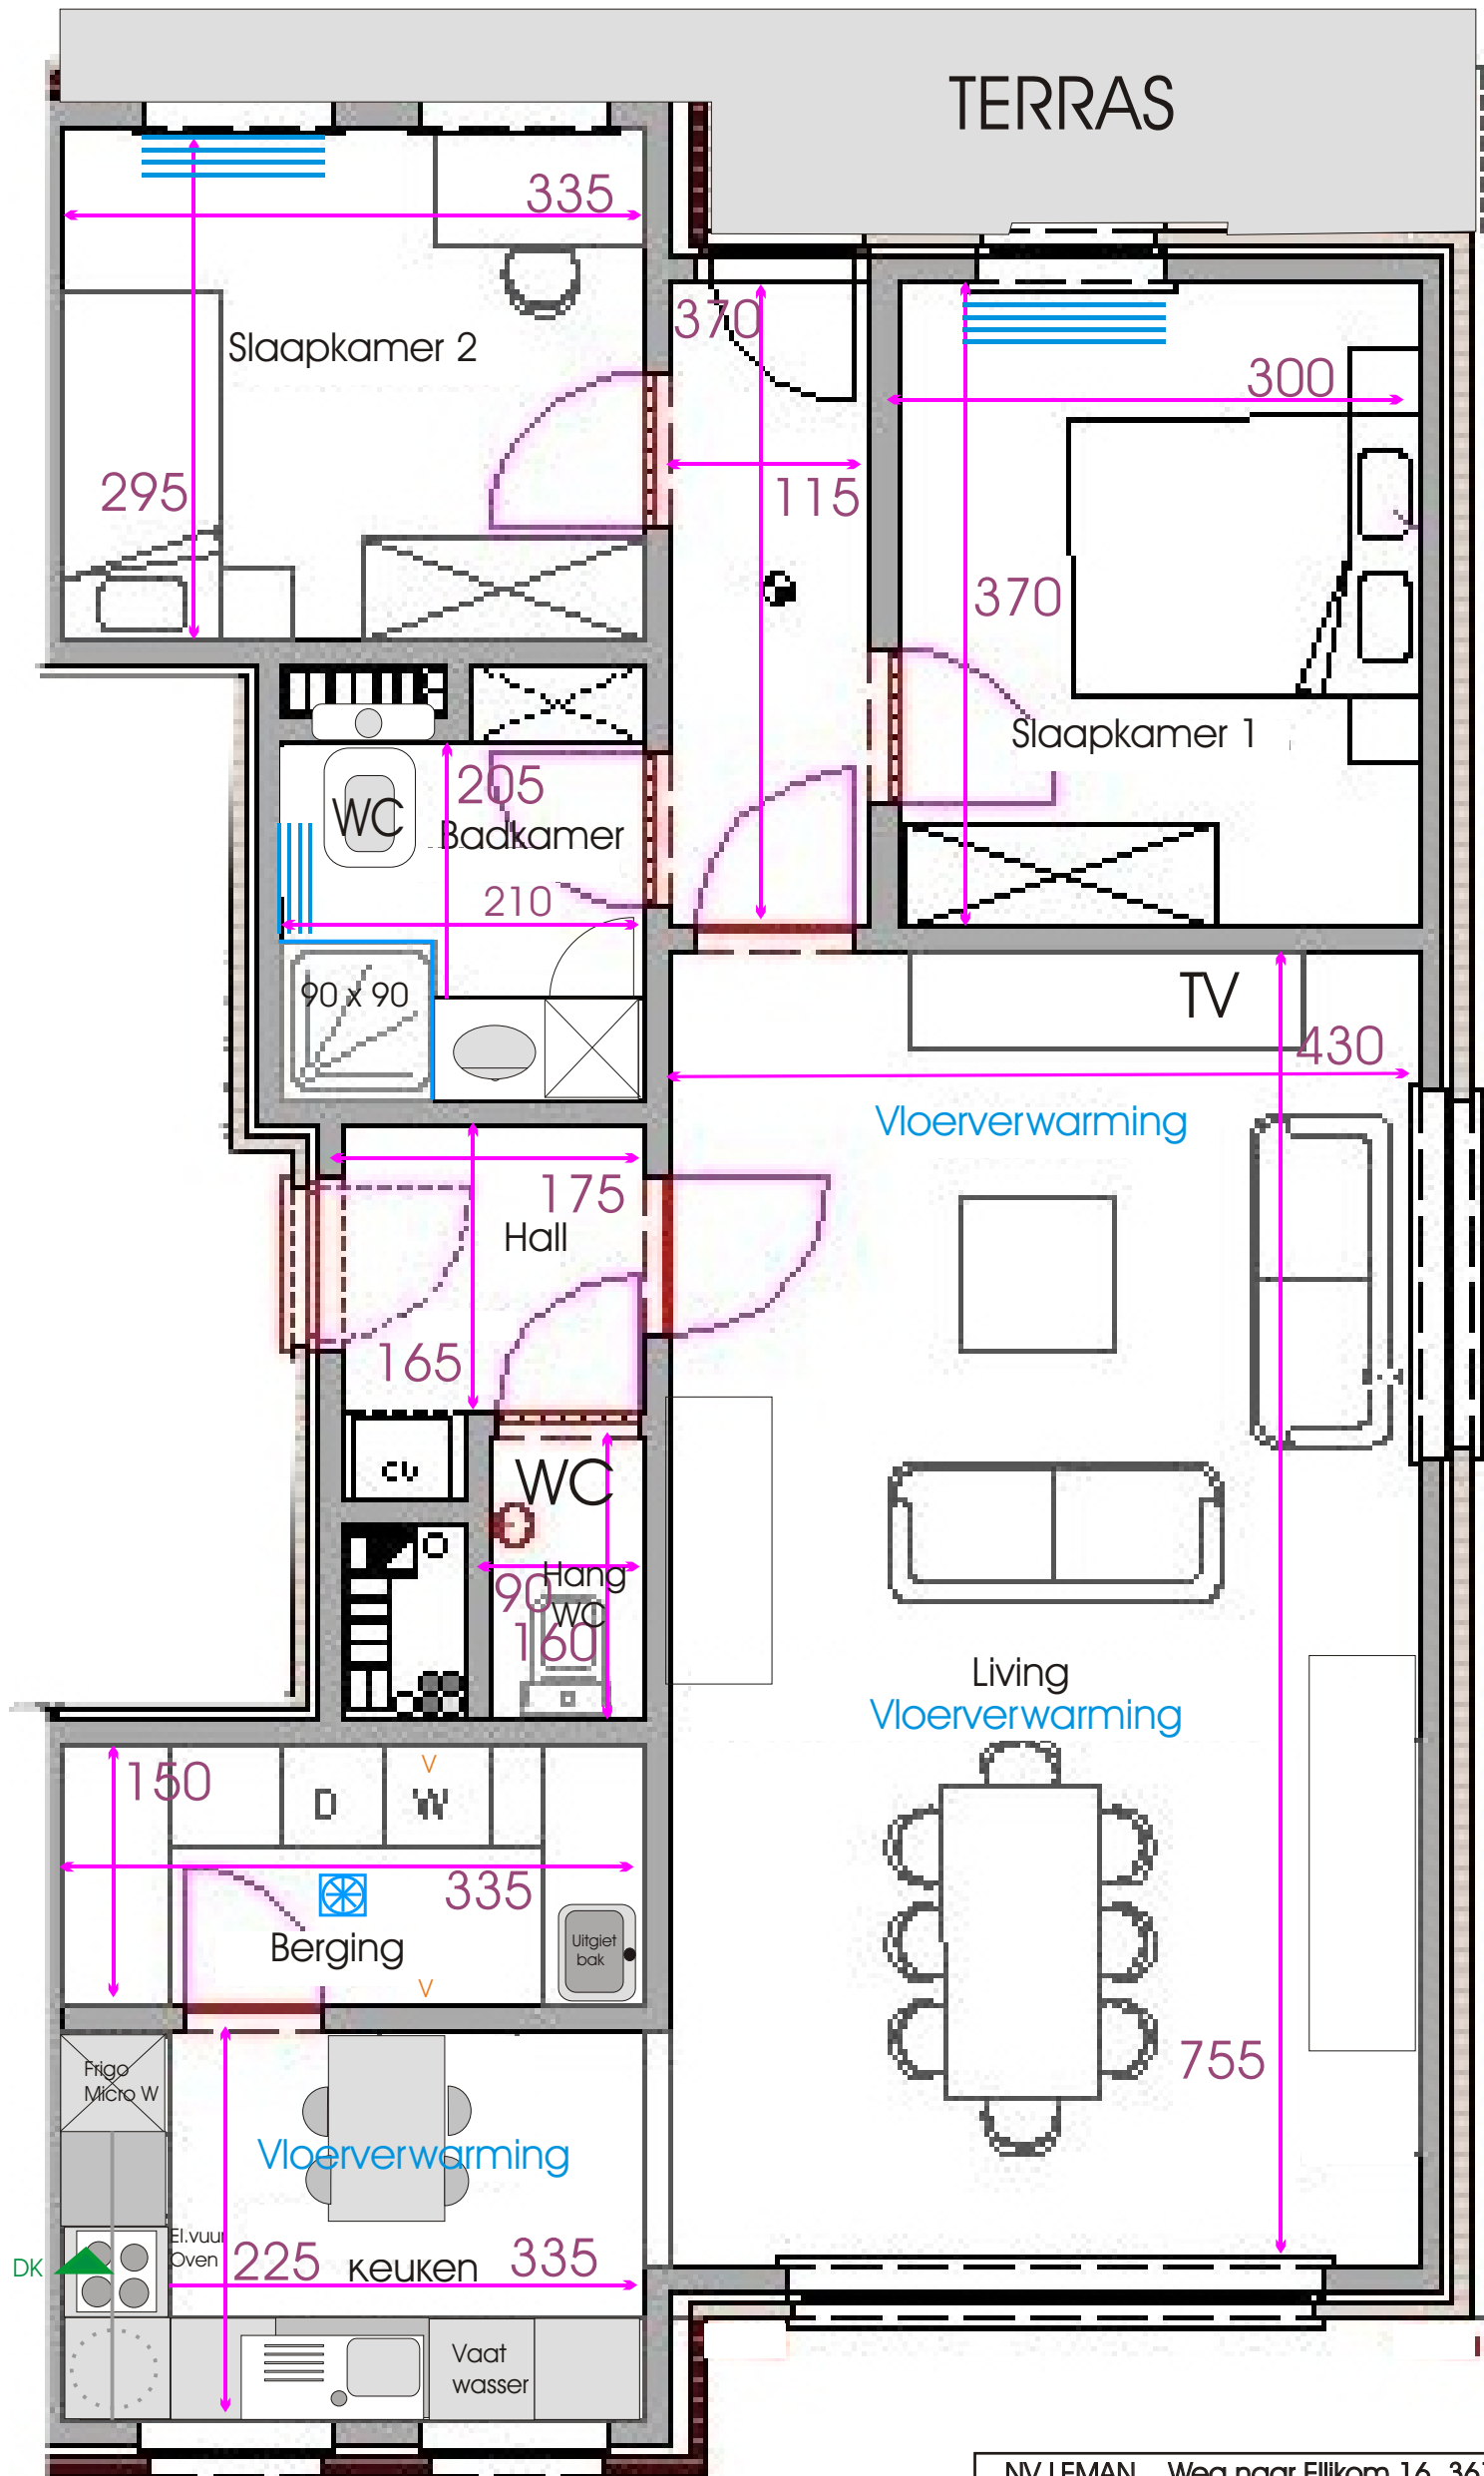 TERRAS
335
370
Slaapkamer 2
300
295
115
370
Slaapkamer 1
205
WC
Badkamer
210
90 x 90
TV
430
Vloerverwarming
175
Hall
165
CV
WC
Hang
90
WC
160
Living
Vloerverwarming
150
D
V
W
335
Uitgiet
bak
Berging
V
755
Frigo
Micro W
Vloerverwarming
El.vuur
Oven
DK
225
Keuken
335
Vaat
wasser
NV LEMAN Weg naar Ellikom 16, 36